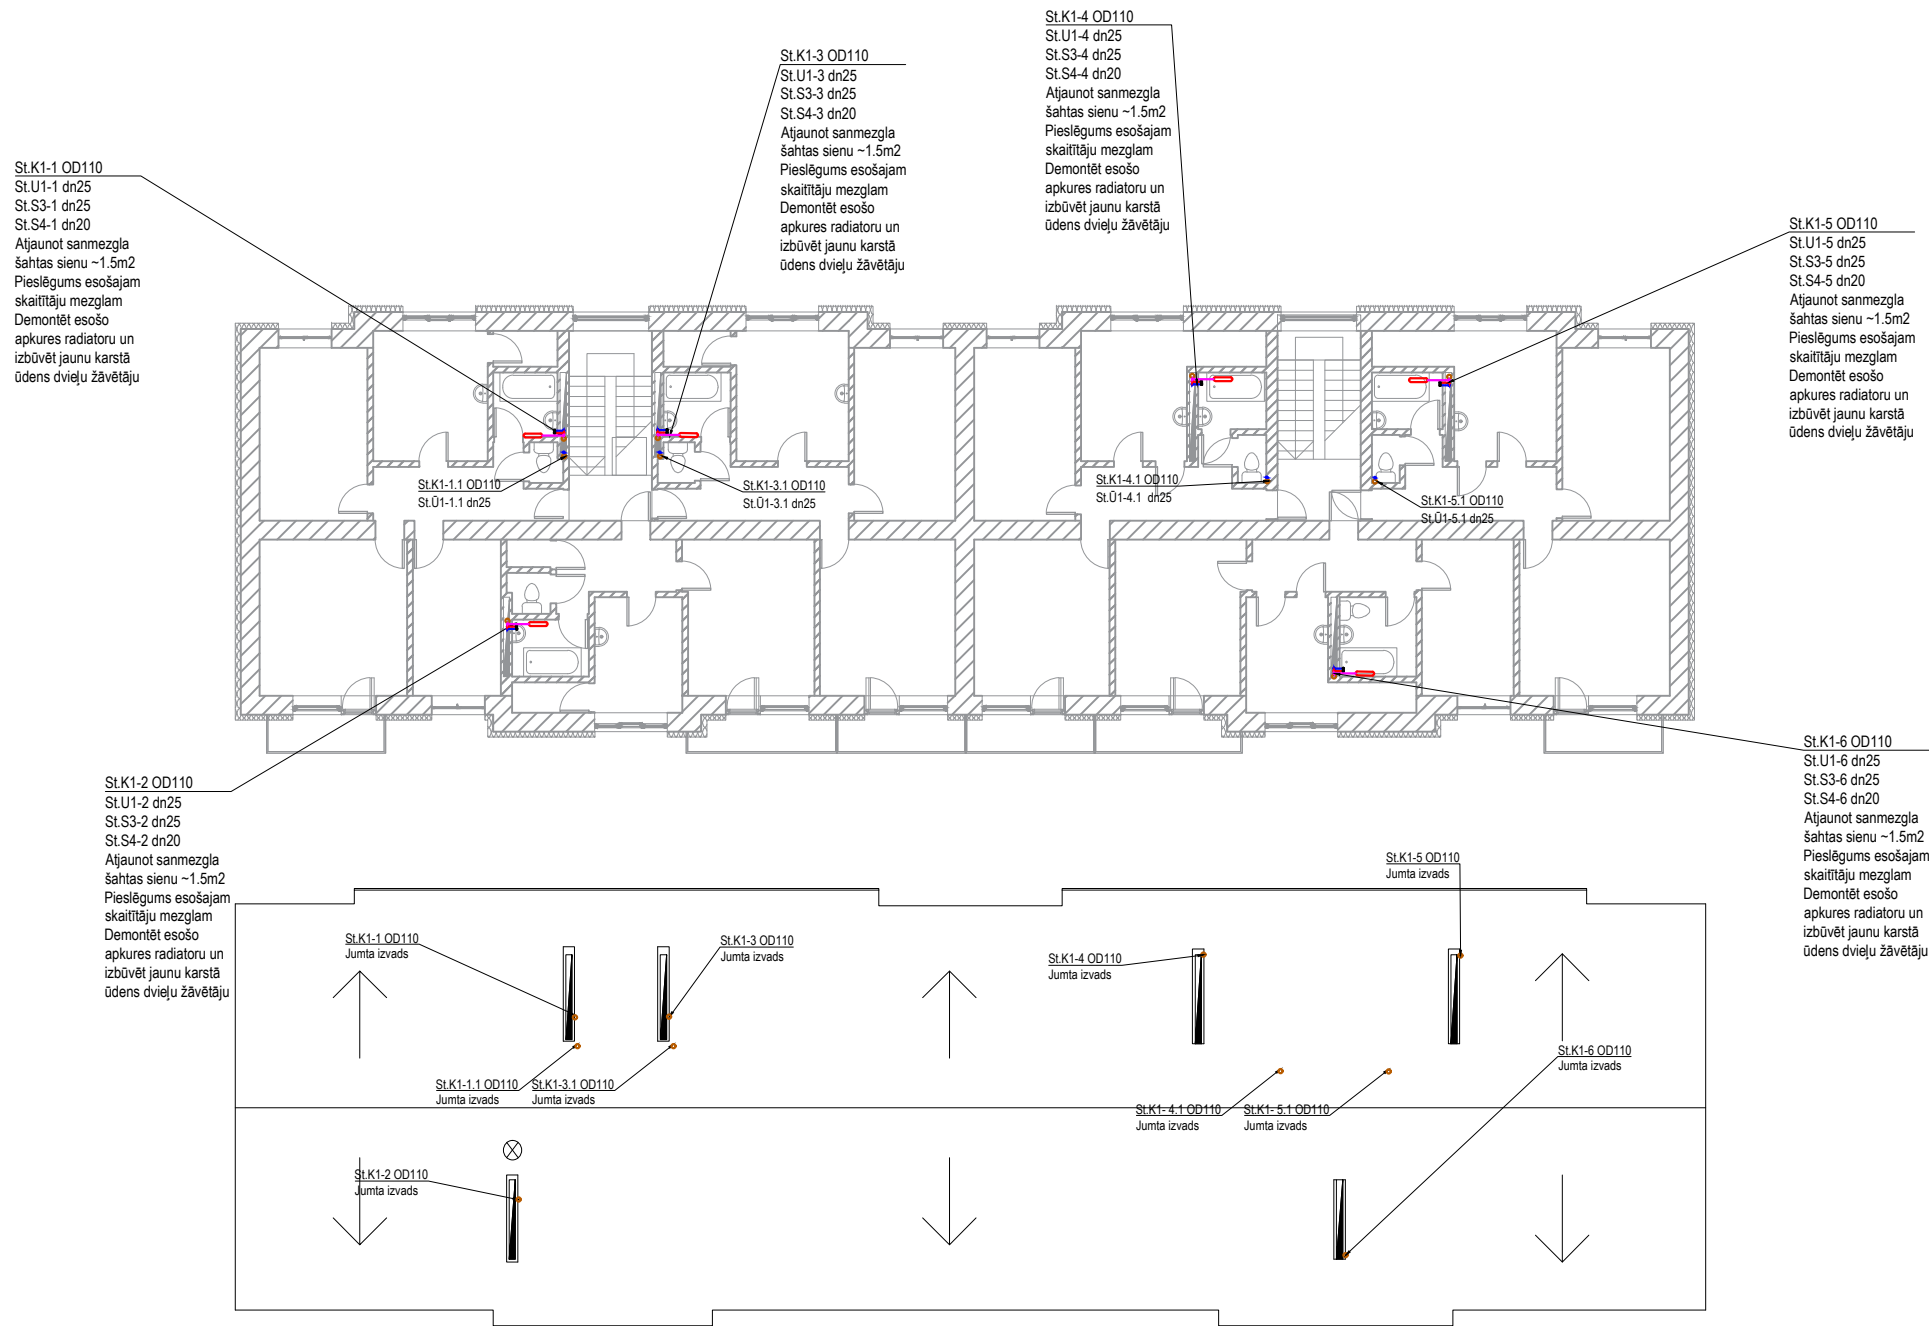 St.K1-4 OD110
St.U1-4 dn25
St.S3-4 dn25
St.S4-4 dn20
Atjaunot sanmezgla
šahtas sienu ~1.5m2
Pieslēgums esošajam
skaitītāju mezglam
Demontēt esošo
apkures radiatoru un
izbūvēt jaunu karstā
ūdens dvieļu žāvētāju
St.K1-3 OD110
St.U1-3 dn25
St.S3-3 dn25
St.S4-3 dn20
Atjaunot sanmezgla
šahtas sienu ~1.5m2
Pieslēgums esošajam
skaitītāju mezglam
Demontēt esošo
apkures radiatoru un
izbūvēt jaunu karstā
ūdens dvieļu žāvētāju
St.K1-1 OD110
St.U1-1 dn25
St.S3-1 dn25
St.S4-1 dn20
Atjaunot sanmezgla
šahtas sienu ~1.5m2
Pieslēgums esošajam
skaitītāju mezglam
Demontēt esošo
apkures radiatoru un
izbūvēt jaunu karstā
ūdens dvieļu žāvētāju
St.K1-5 OD110
St.U1-5 dn25
St.S3-5 dn25
St.S4-5 dn20
Atjaunot sanmezgla
šahtas sienu ~1.5m2
Pieslēgums esošajam
skaitītāju mezglam
Demontēt esošo
apkures radiatoru un
izbūvēt jaunu karstā
ūdens dvieļu žāvētāju
St.K1-1.1 OD110
St.Ū1-1.1 dn25
St.K1-3.1 OD110
St.Ū1-3.1 dn25
St.K1-4.1 OD110
St.Ū1-4.1 dn25
St.K1-5.1 OD110
St.Ū1-5.1 dn25
St.K1-2 OD110
St.U1-2 dn25
St.S3-2 dn25
St.S4-2 dn20
Atjaunot sanmezgla
šahtas sienu ~1.5m2
Pieslēgums esošajam
skaitītāju mezglam
Demontēt esošo
apkures radiatoru un
izbūvēt jaunu karstā
ūdens dvieļu žāvētāju
St.K1-6 OD110
St.U1-6 dn25
St.S3-6 dn25
St.S4-6 dn20
Atjaunot sanmezgla
šahtas sienu ~1.5m2
Pieslēgums esošajam
skaitītāju mezglam
Demontēt esošo
apkures radiatoru un
izbūvēt jaunu karstā
ūdens dvieļu žāvētāju
St.K1-1 OD110
Jumta izvads
St.K1-3 OD110
Jumta izvads
St.K1-4 OD110
Jumta izvads
St.K1-5 OD110
Jumta izvads
St.K1-1.1 OD110
Jumta izvads
St.K1-3.1 OD110
Jumta izvads
St.K1- 4.1 OD110
Jumta izvads
St.K1- 5.1 OD110
Jumta izvads
St.K1-6 OD110
Jumta izvads
St.K1-2 OD110
Jumta izvads